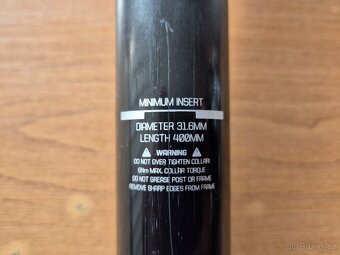 MINIMUM INSERT
DIAMETER 31.6MM
LENGTH 400MM
WARNING
DO NOT OVER TIGHTEN COLLAR
6Nm MAX. COLLAR TORQUE
DO NOT GREASE POST OR FRAME
REMOVE SHARP EDGES FROM FRAME